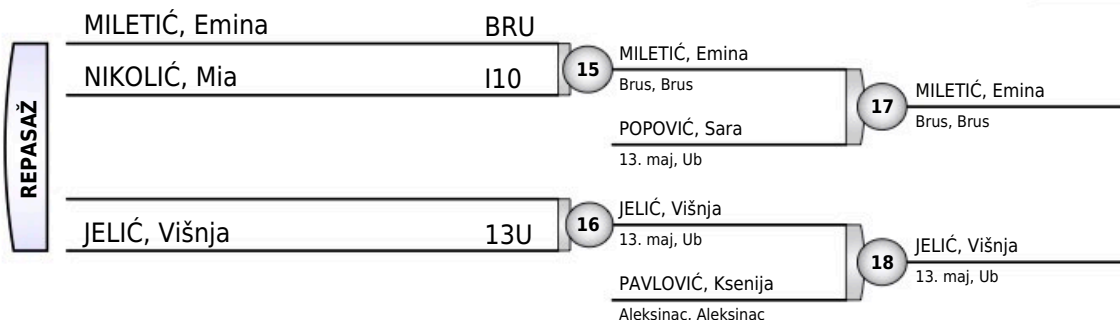 MILETIĆ, Emina BRU
NIKOLIĆ, Mia I10
15
MILETIĆ, Emina
Brus, Brus
POPOVIĆ, Sara
13. maj, Ub
17
MILETIĆ, Emina
Brus, Brus
REPASAŽ
JELIĆ, Višnja 13U
16
JELIĆ, Višnja
13. maj, Ub
PAVLOVIĆ, Ksenija
Aleksinac, Aleksinac
18
JELIĆ, Višnja
13. maj, Ub